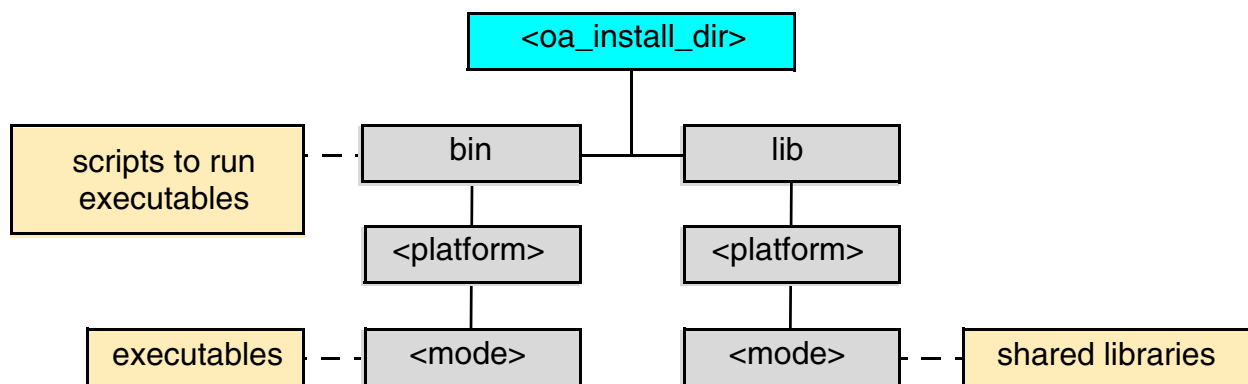 <oa_install_dir>
scripts to run
executables
bin
lib
<platform>
<platform>
executables
<mode>
<mode>
shared libraries